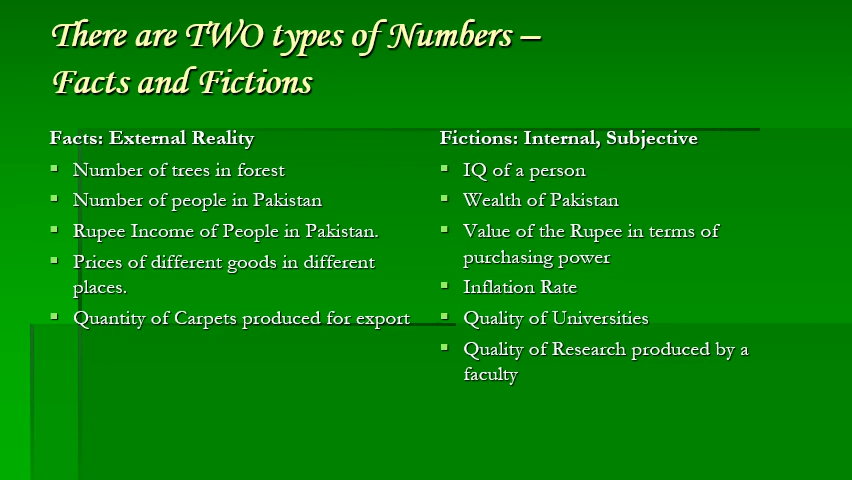 There are TWO types of Numbers –
Facts and Fictions
Facts: External Reality
Number of trees in forest
Number of people in Pakistan
Rupee Income of People in Pakistan.
Prices of different goods in different
places.
Quantity of Carpets produced for export
Fictions: Internal, Subjective
IQ of a person
Wealth of Pakistan
Value of the Rupee in terms of
purchasing power
Inflation Rate
Quality of Universities
Quality of Research produced by a
faculty